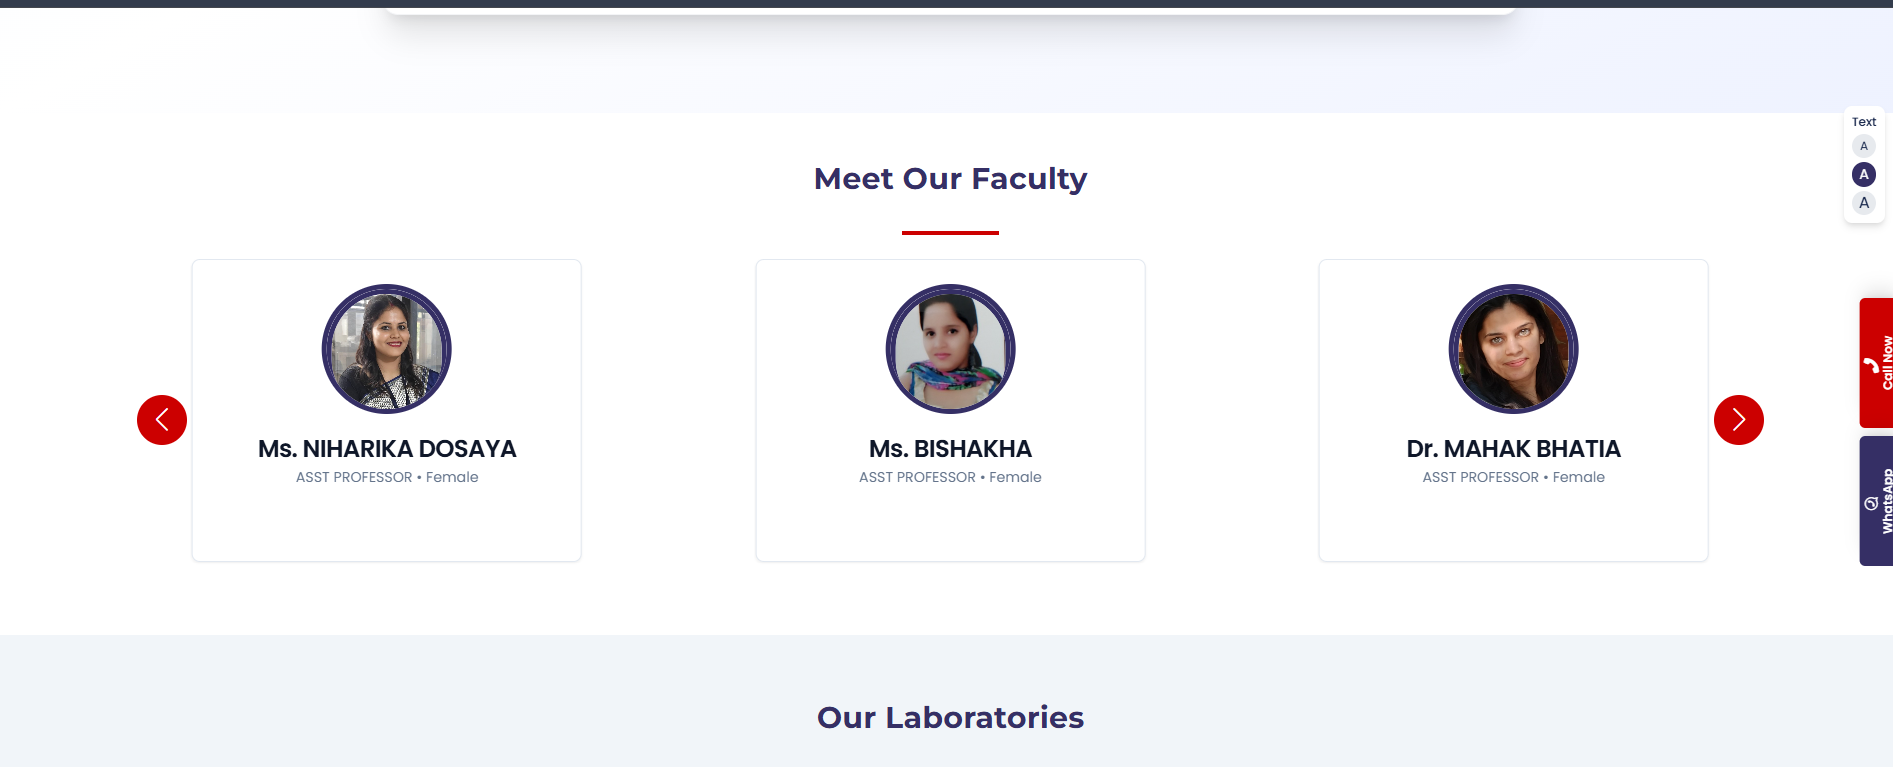 Meet Our Faculty
Ms. NIHARIKA DOSAYA
ASST PROFESSOR • Female
Ms. BISHAKHA
ASST PROFESSOR • Female
Dr. MAHAK BHATIA
ASST PROFESSOR • Female
Our Laboratories
Text
A
A
A
Call Now
WhatsApp